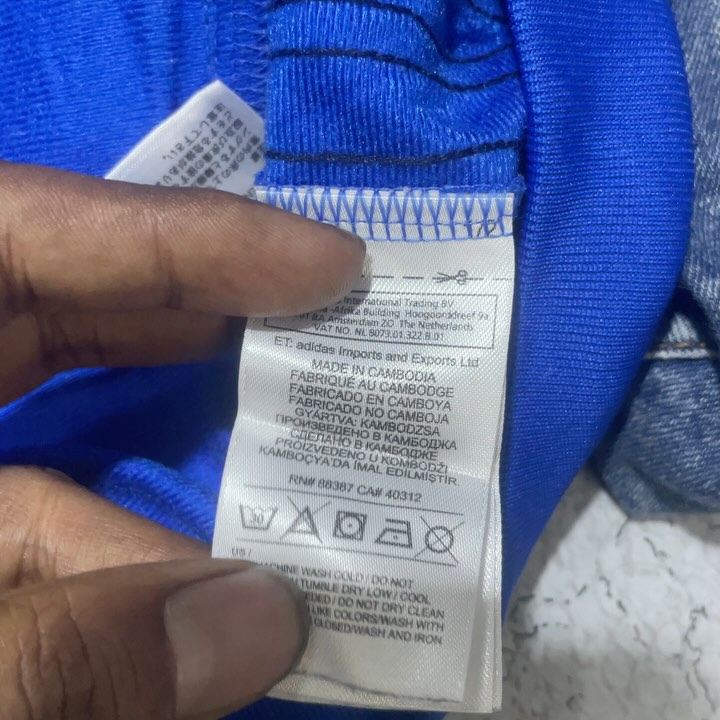 1/2
International Trading BV
Africa Building Hoogoorddreef 9a
BA Amsterdam ZO The Netherlands
VAT NO. NL 8073.01.322.B.01
ET: adidas Imports and Exports Ltd
MADE IN CAMBODIA
FABRIQUÉ AU CAMBODGE
FABRICADO EN CAMBOYA
FABRICADO NO CAMBOJA
GYÁRTVA: KAMBODZSA
ПРОИЗВЕДЕНО В КАМБОДЖА
СДЕЛАНО В КАМБОДЖЕ
PROIZVEDENO U KOMBODŽI
KAMBOÇYA'DA İMAL EDİLMİŞTİR.
RN# 88387 CA# 40312
30
US /
MACHINE WASH COLD / DO NOT
TUMBLE DRY LOW / COOL
/ DO NOT DRY CLEAN
LIKE COLORS/WASH WITH
CLOSED/WASH AND IRON